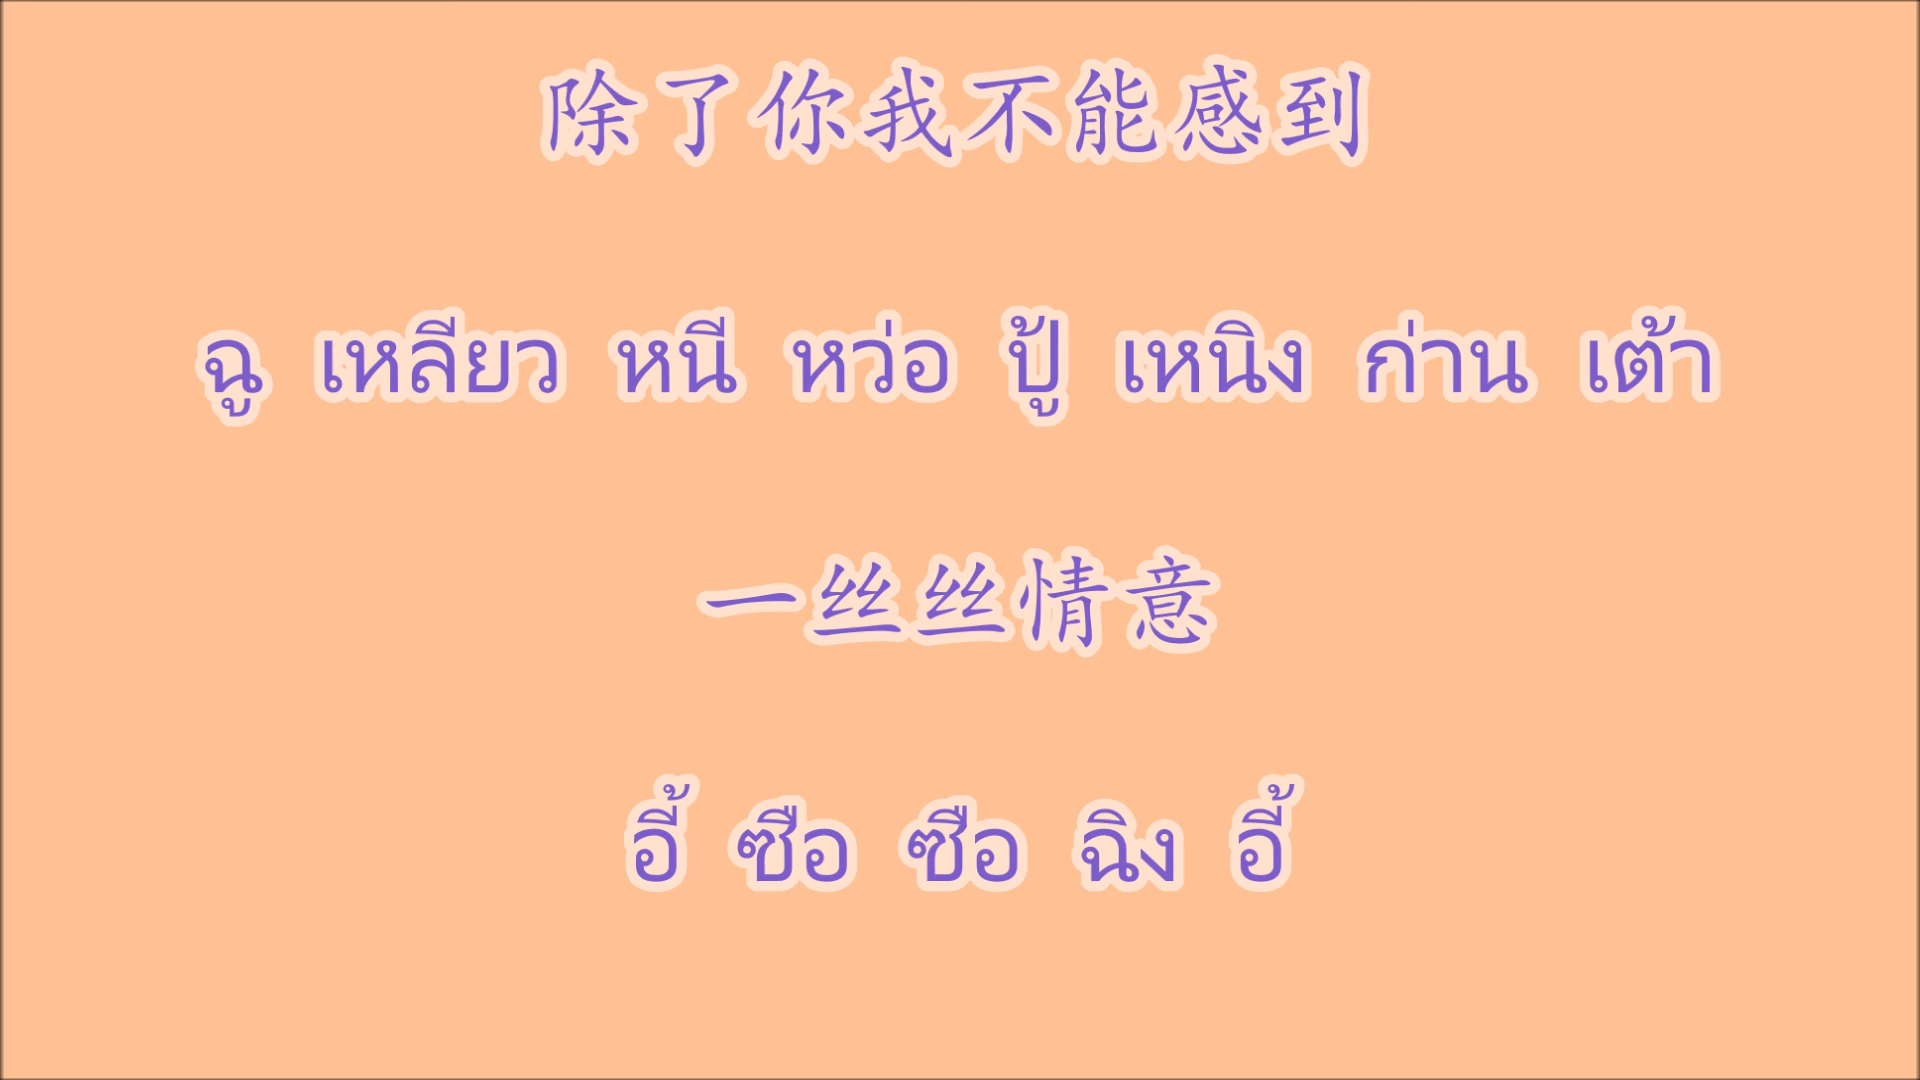 除了你我不能感到
ฉู เหลียว หนี หว่อ ปู้ เหนิง ก่าน เต้า
一丝丝情意
อี้ ซือ ซือ ฉิง อี้